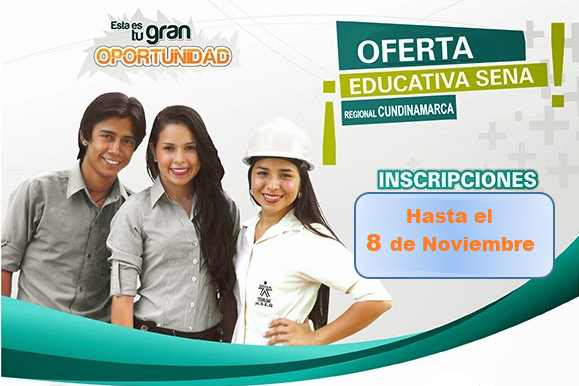 Esta es
tu gran
OPORTUNIDAD
¡OFERTA
EDUCATIVA SENA!
REGIONAL CUNDINAMARCA
INSCRIPCIONES
Hasta el
8 de Noviembre